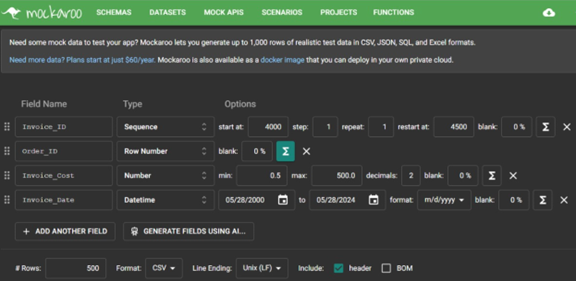 mockaroo SCHEMAS DATASETS MOCK APIS SCENARIOS PROJECTS FUNCTIONS
Need some mock data to test your app? Mockaroo lets you generate up to 1,000 rows of realistic test data in CSV, JSON, SQL, and Excel formats.
Need more data? Plans start at just $60/year. Mockaroo is also available as a docker image that you can deploy in your own private cloud.
Field Name Type Options
Invoice_ID Sequence start at: 4000 step: 1 repeat: 1 restart at: 4500 blank: 0 % Σ ×
Order_ID Row Number blank: 0 % Σ ×
Invoice_Cost Number min: 0.5 max: 500.0 decimals: 2 blank: 0 % Σ ×
Invoice_Date Datetime 05/28/2000 to 05/28/2024 format: m/d/yyyy blank: 0 % Σ ×
+ ADD ANOTHER FIELD GENERATE FIELDS USING AI...
# Rows: 500 Format: CSV Line Ending: Unix (LF) Include: header BOM